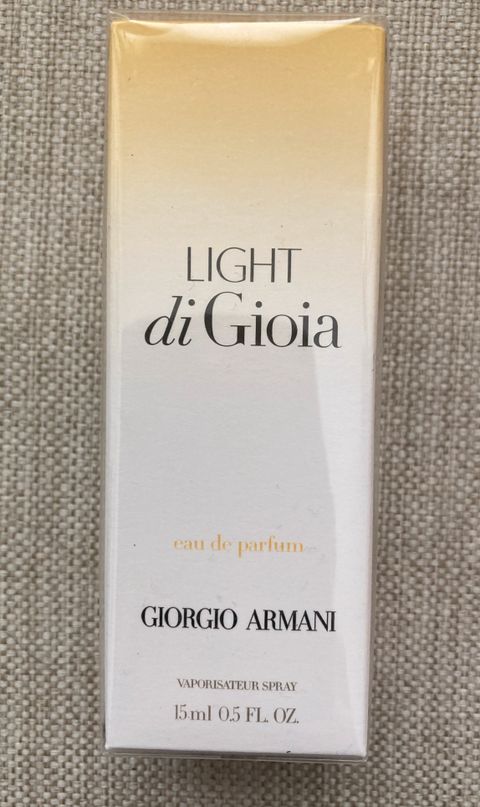 LIGHT
di Gioia
eau de parfum
GIORGIO ARMANI
VAPORISATEUR SPRAY
15 ml 0.5 FL. OZ.